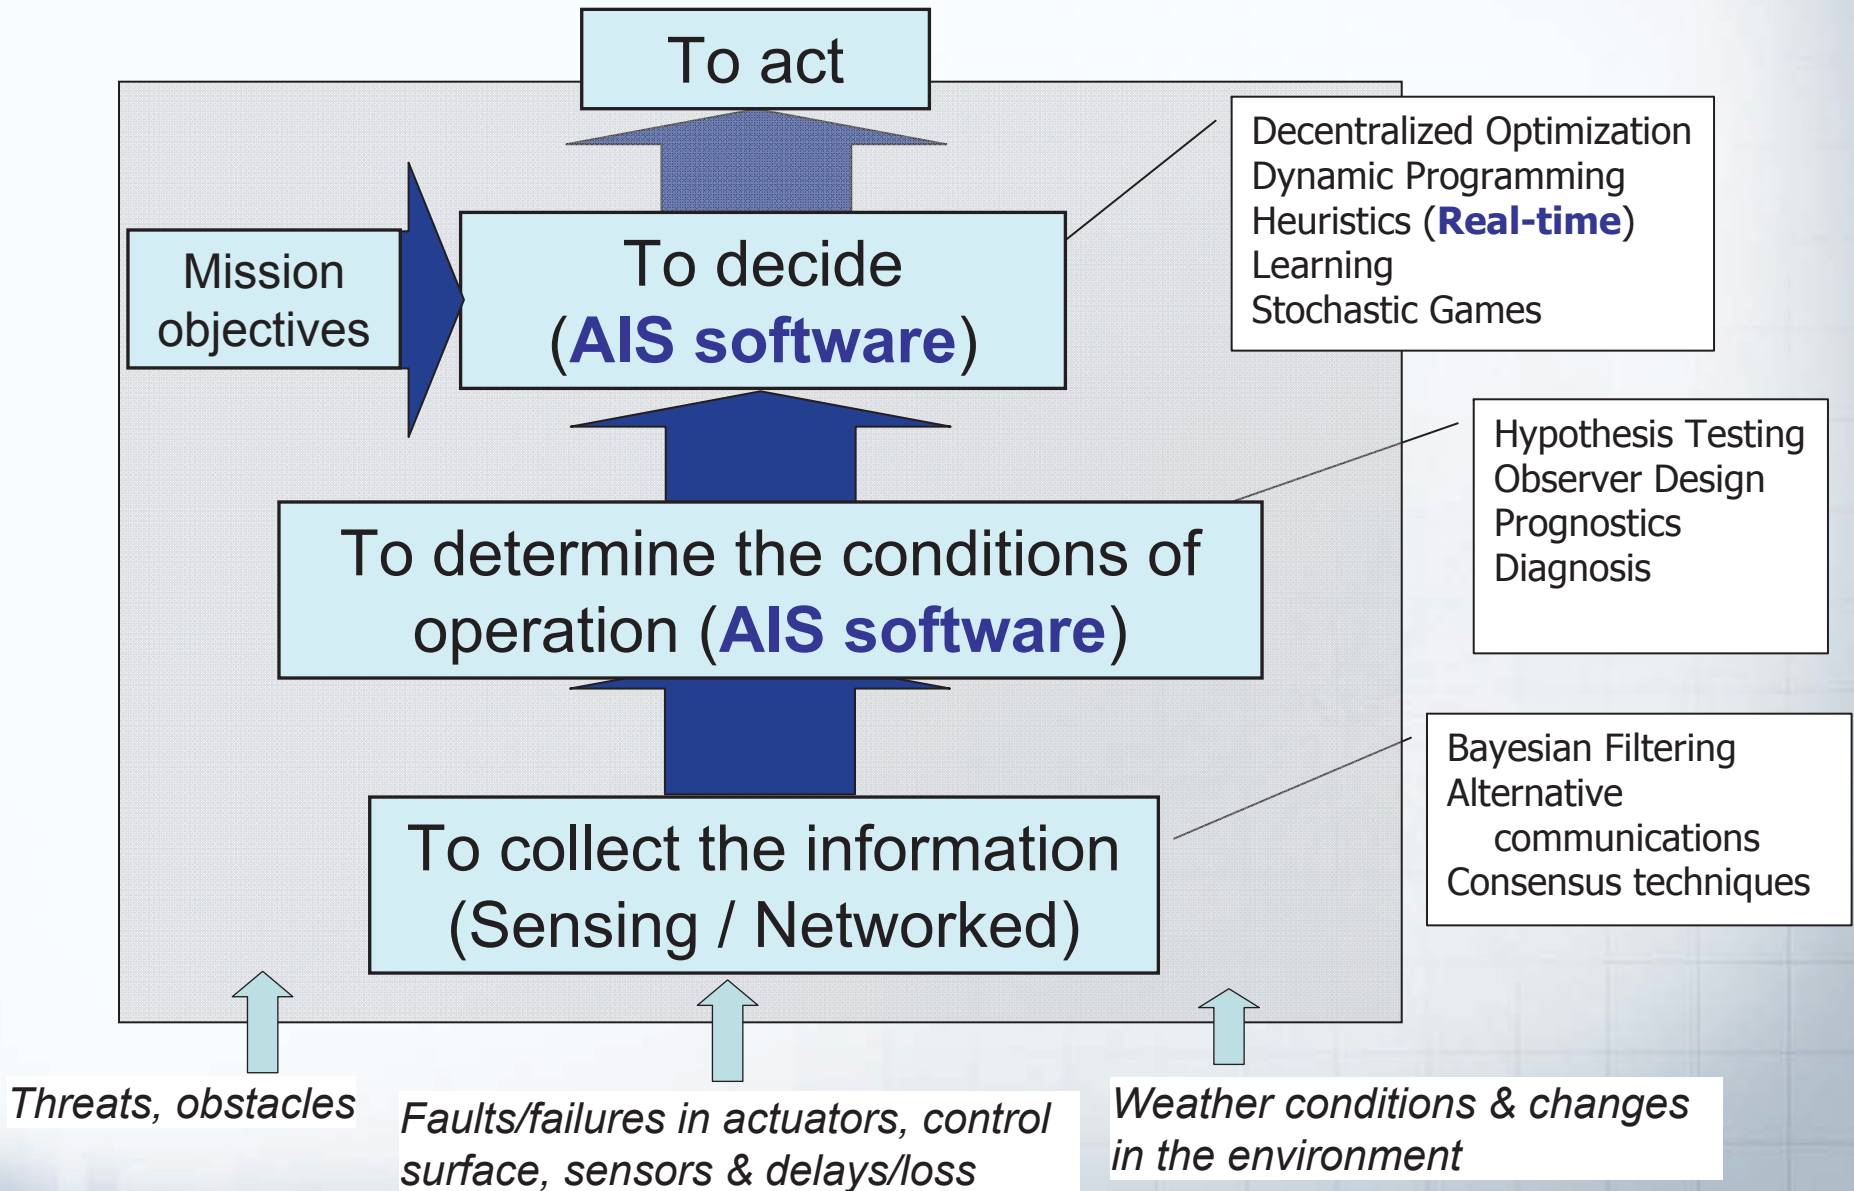 To act
Decentralized Optimization
Dynamic Programming
Heuristics (Real-time)
Learning
Stochastic Games
Mission
objectives
To decide
(AIS software)
Hypothesis Testing
Observer Design
Prognostics
Diagnosis
To determine the conditions of
operation (AIS software)
Bayesian Filtering
Alternative
communications
Consensus techniques
To collect the information
(Sensing / Networked)
Threats, obstacles
Faults/failures in actuators, control
surface, sensors & delays/loss
Weather conditions & changes
in the environment